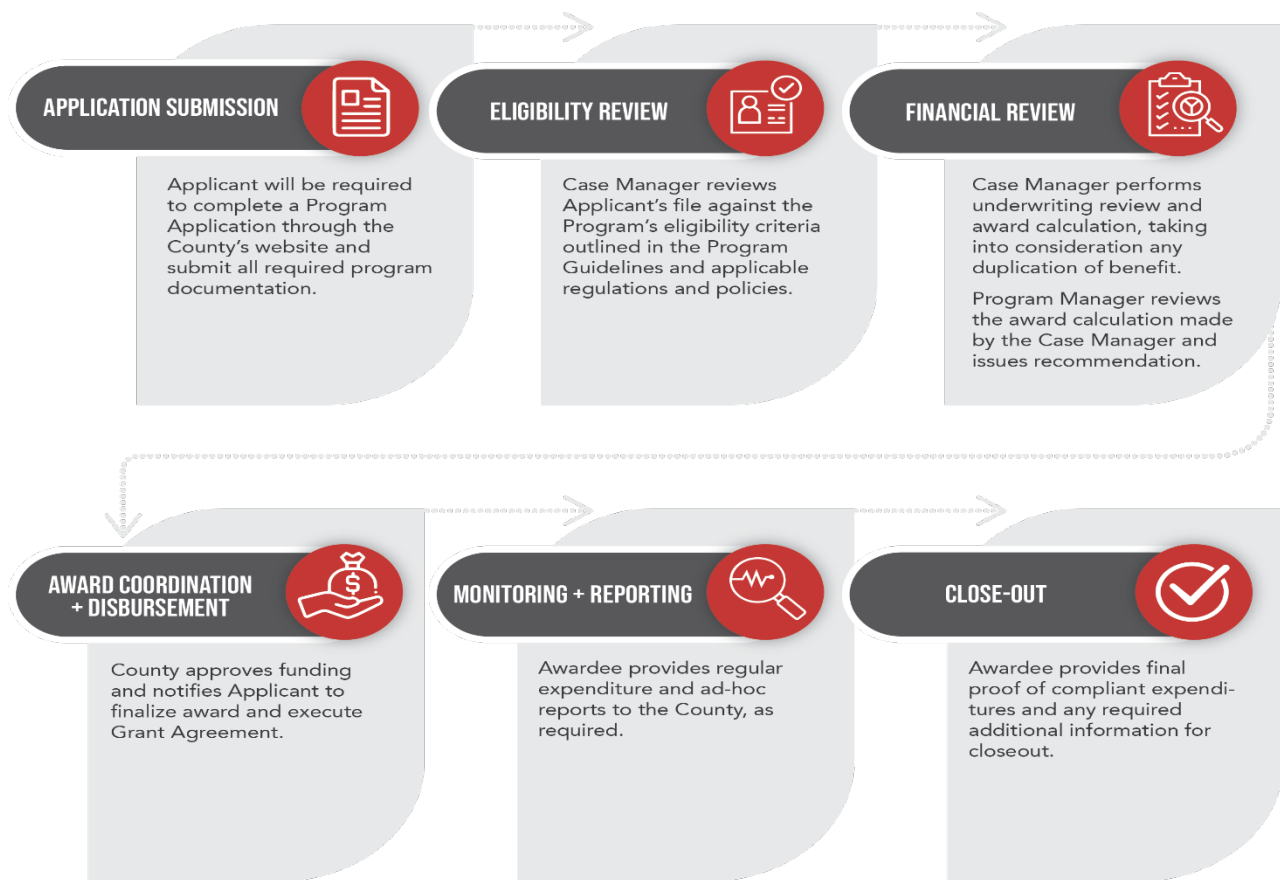 APPLICATION SUBMISSION
Applicant will be required
to complete a Program
Application through the
County's website and
submit all required program
documentation.
ELIGIBILITY REVIEW
Case Manager reviews
Applicant's file against the
Program's eligibility criteria
outlined in the Program
Guidelines and applicable
regulations and policies.
FINANCIAL REVIEW
Case Manager performs
underwriting review and
award calculation, taking
into consideration any
duplication of benefit.
Program Manager reviews
the award calculation made
by the Case Manager and
issues recommendation.
AWARD COORDINATION
+ DISBURSEMENT
$
County approves funding
and notifies Applicant to
finalize award and execute
Grant Agreement.
MONITORING + REPORTING
Awardee provides regular
expenditure and ad-hoc
reports to the County, as
required.
CLOSE-OUT
Awardee provides final
proof of compliant expendi-
tures and any required
additional information for
closeout.